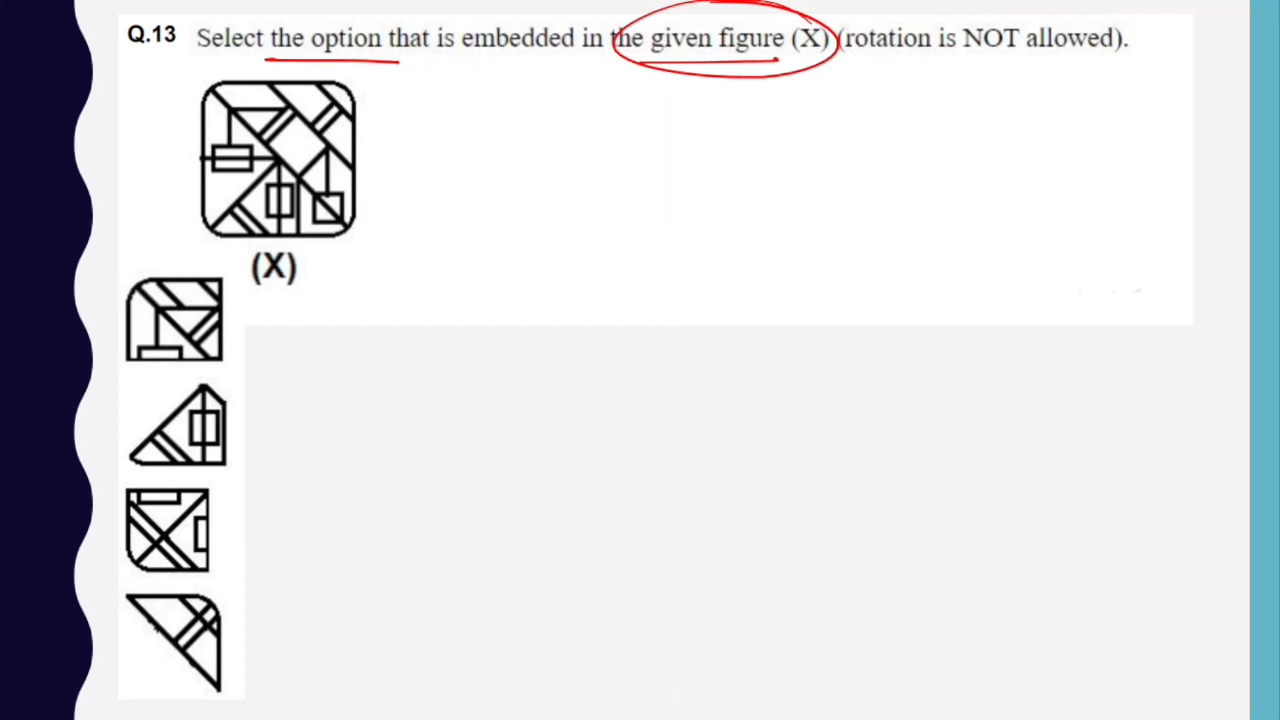 Q.13 Select the option that is embedded in the given figure (X) (rotation is NOT allowed).
(X)